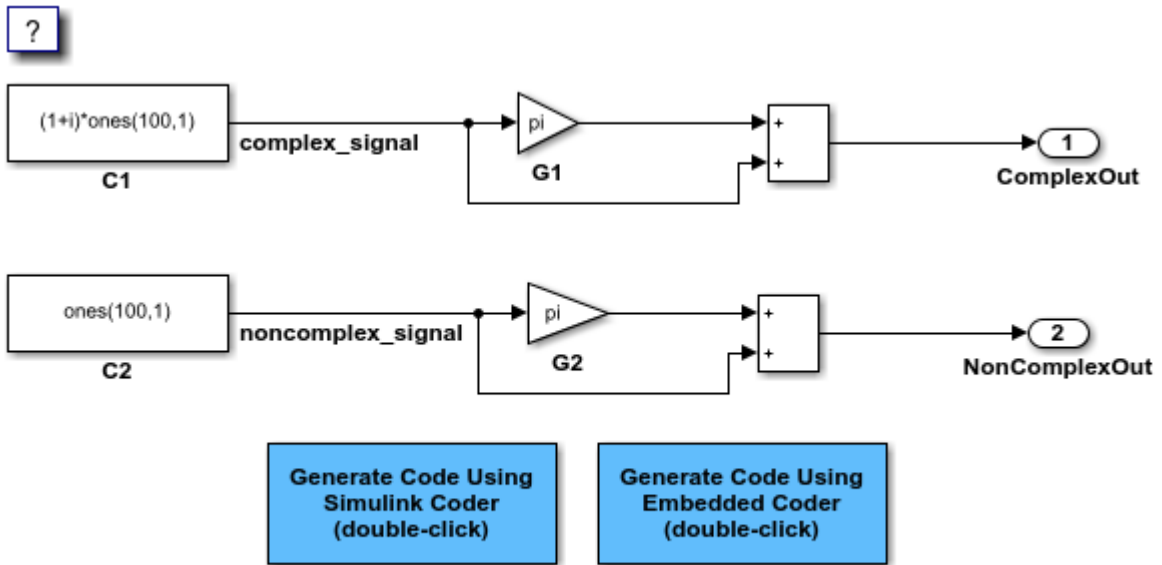 ?
(1+i)*ones(100,1)
complex_signal
C1
pi
G1
+
+
1
ComplexOut
ones(100,1)
noncomplex_signal
C2
pi
G2
+
+
2
NonComplexOut
Generate Code Using
Simulink Coder
(double-click)
Generate Code Using
Embedded Coder
(double-click)